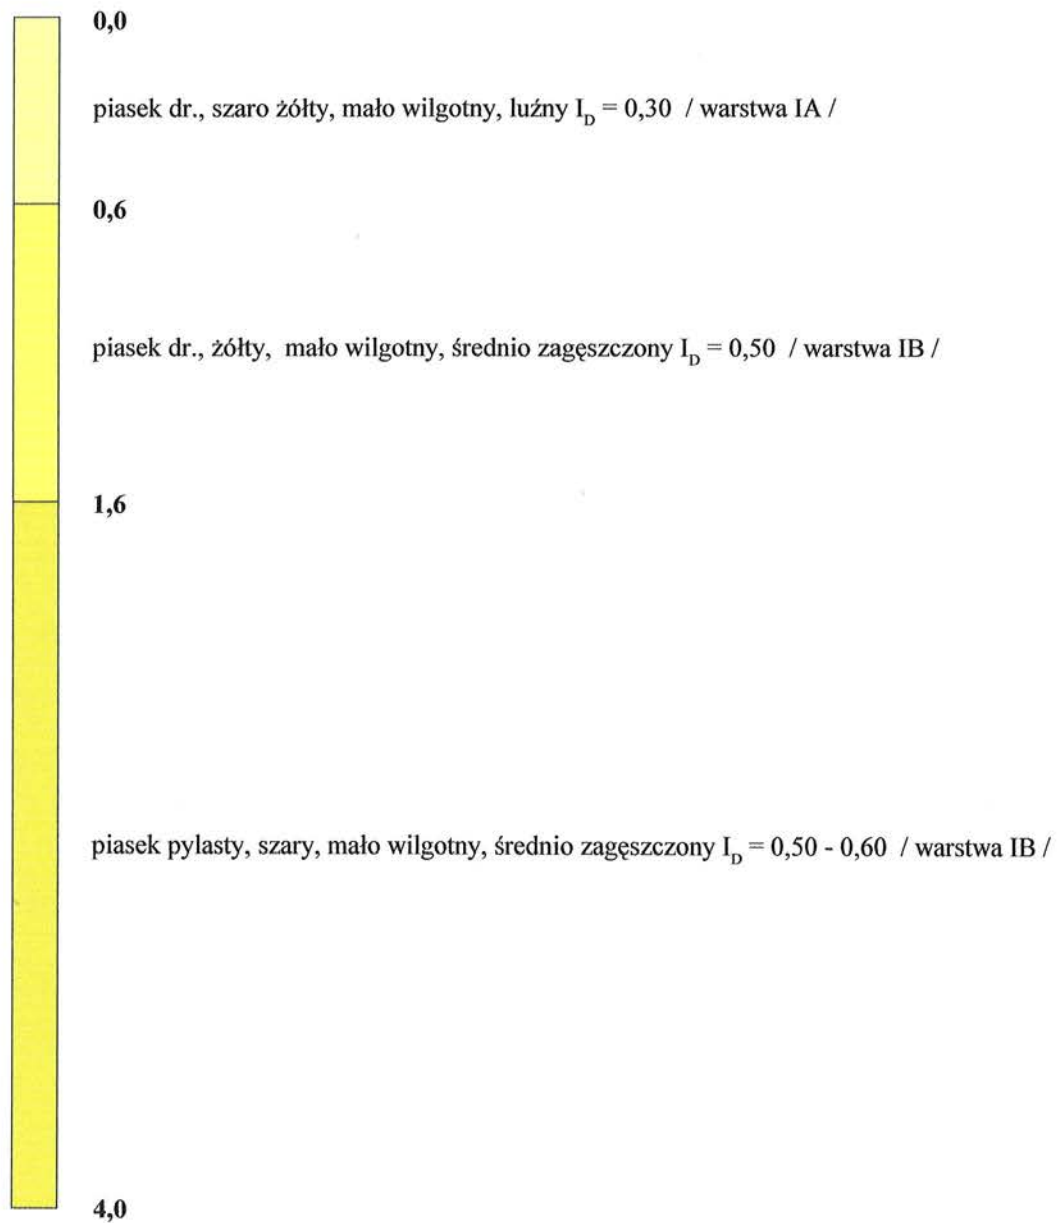 0,0
piasek dr., szaro żółty, mało wilgotny, luźny I_D = 0,30 / warstwa IA /
0,6
piasek dr., żółty, mało wilgotny, średnio zagęszczony I_D = 0,50 / warstwa IB /
1,6
piasek pylasty, szary, mało wilgotny, średnio zagęszczony I_D = 0,50 - 0,60 / warstwa IB /
4,0